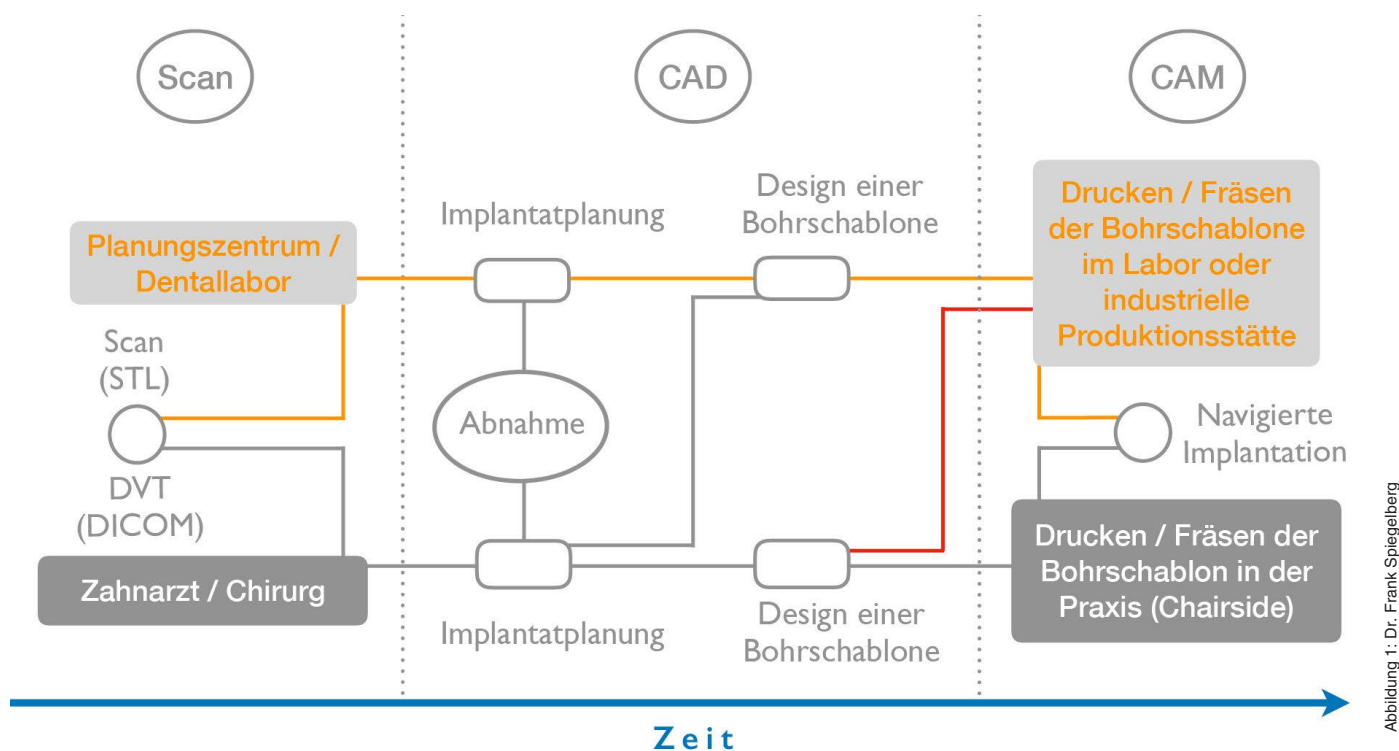 Scan
CAD
CAM
Planungszentrum /
Dentallabor
Scan
(STL)
DVT
(DICOM)
Zahnarzt / Chirurg
Implantatplanung
Design einer
Bohrschablone
Abnahme
Implantatplanung
Design einer
Bohrschablone
Drucken / Fräsen
der Bohrschablone
im Labor oder
industrielle
Produktionsstätte
Navigierte
Implantation
Drucken / Fräsen der
Bohrschablon in der
Praxis (Chairside)
Zeit
Abbildung 1: Dr. Frank Spiegelberg